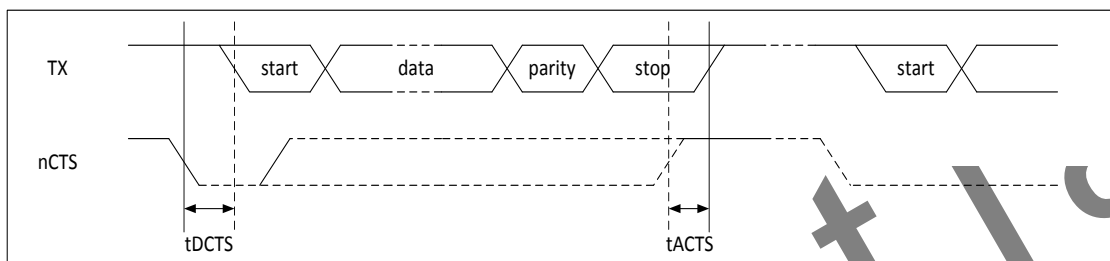 TX
start
data
parity
stop
start
nCTS
tDCTS
tACTS